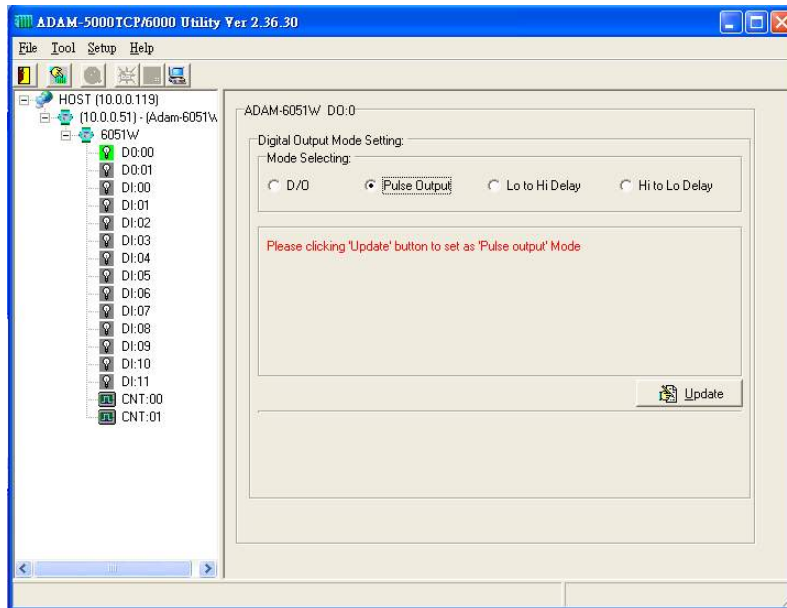 ADAM-5000TCP/6000 Utility Ver 2.36.30
File Tool Setup Help
HOST (10.0.0.119)
(10.0.0.51) - (Adam-6051W
6051W
DO:00
DO:01
DI:00
DI:01
DI:02
DI:03
DI:04
DI:05
DI:06
DI:07
DI:08
DI:09
DI:10
DI:11
CNT:00
CNT:01
ADAM-6051W DO:0
Digital Output Mode Setting:
Mode Selecting:
D/O Pulse Output Lo to Hi Delay Hi to Lo Delay
Please clicking 'Update' button to set as 'Pulse output' Mode
Update